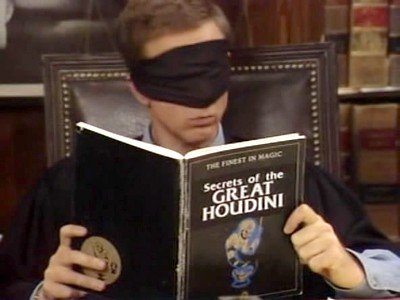 THE FINEST IN MAGIC
Secrets of the
GREAT
HOUDINI